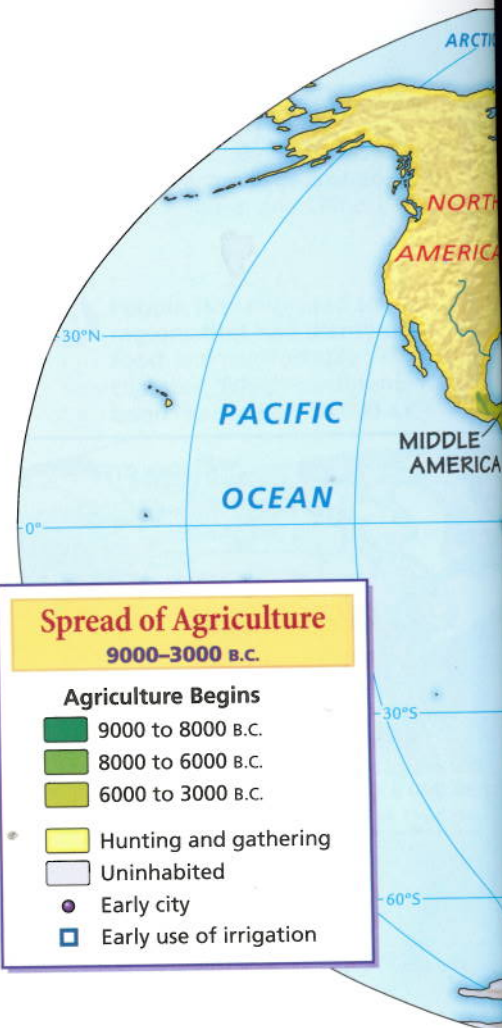 ARCTI
NORTH
AMERICA
30°N
PACIFIC
MIDDLE
AMERICA
OCEAN
0°
Spread of Agriculture
9000–3000 B.C.
Agriculture Begins
9000 to 8000 B.C.
8000 to 6000 B.C.
6000 to 3000 B.C.
Hunting and gathering
Uninhabited
Early city
Early use of irrigation
30°S
60°S